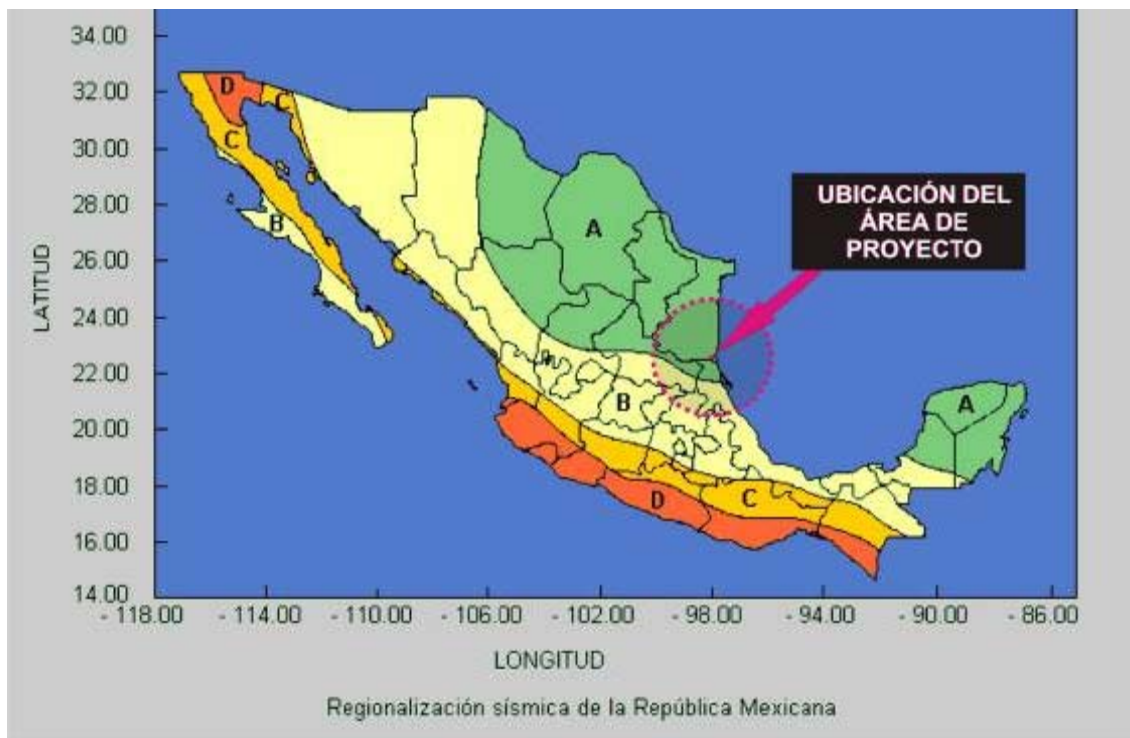 34.00
32.00
30.00
28.00
26.00
24.00
22.00
20.00
18.00
16.00
14.00
LATITUD
D
C
C
B
A
UBICACIÓN DEL
ÁREA DE
PROYECTO
B
A
D
C
- 118.00 - 114.00 - 110.00 - 106.00 - 102.00 - 98.00 - 94.00 - 90.00 - 86.00
LONGITUD
Regionalización sísmica de la República Mexicana